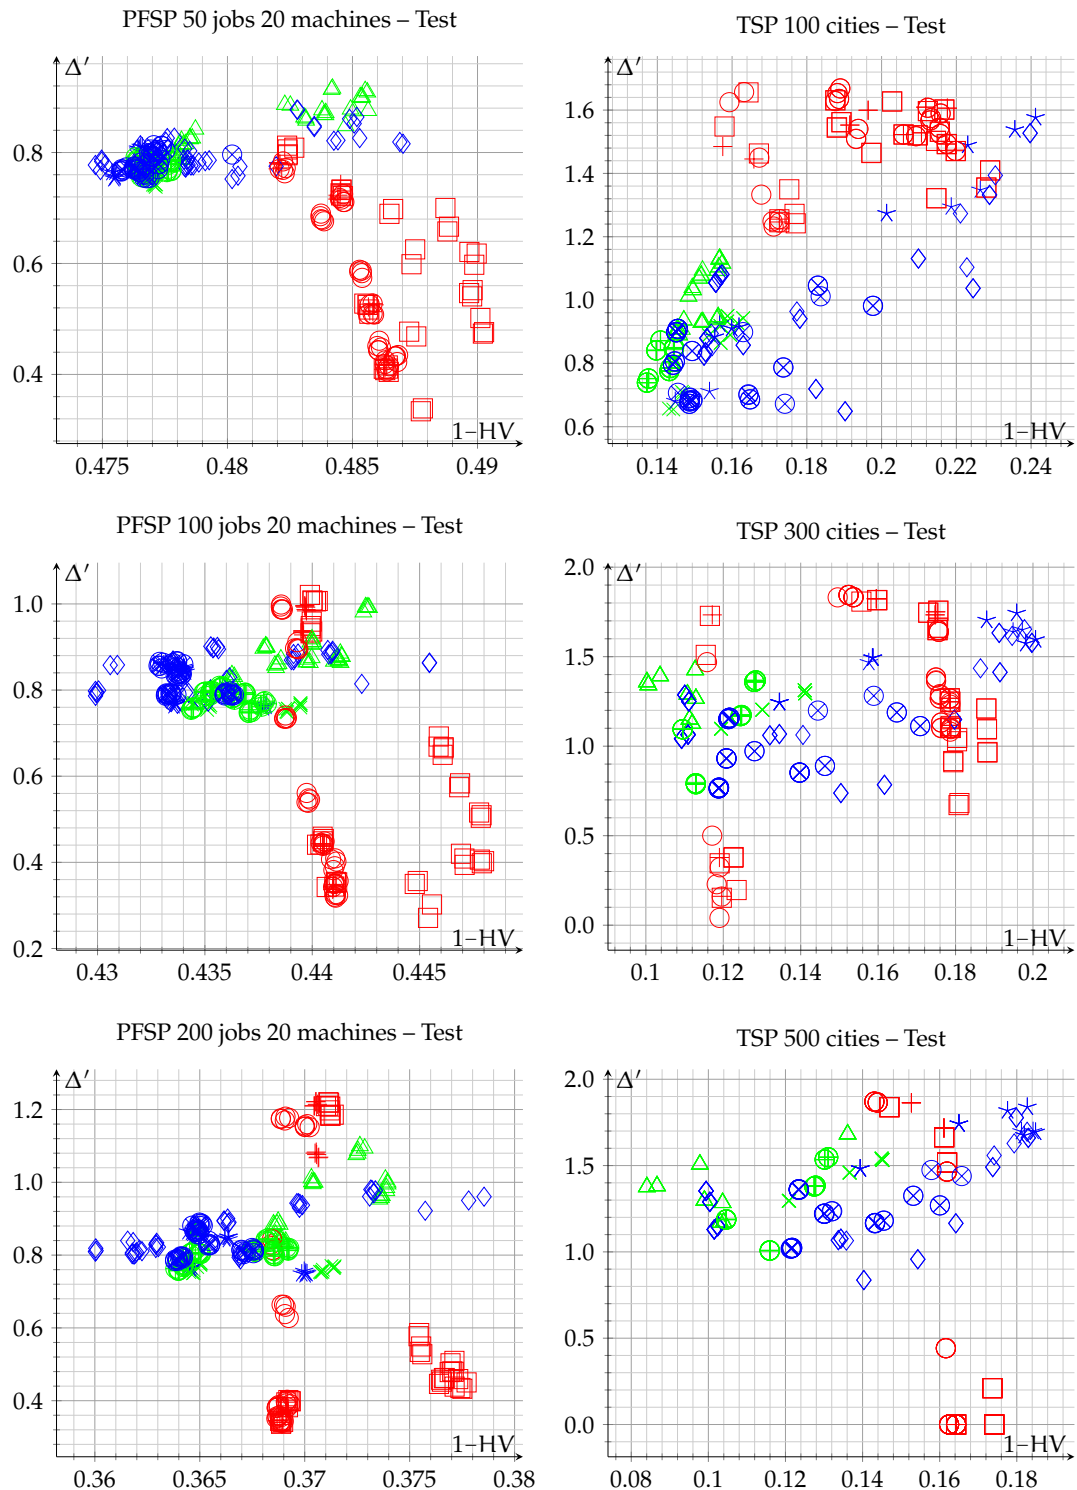 PFSP 50 jobs 20 machines – Test
Δ′
0.8
0.6
0.4
1–HV
0.475 0.48 0.485 0.49
TSP 100 cities – Test
Δ′
1.6
1.4
1.2
1.0
0.8
0.6
1–HV
0.14 0.16 0.18 0.2 0.22 0.24
PFSP 100 jobs 20 machines – Test
Δ′
1.0
0.8
0.6
0.4
0.2
1–HV
0.43 0.435 0.44 0.445
TSP 300 cities – Test
2.0
Δ′
1.5
1.0
0.5
0.0
1–HV
0.1 0.12 0.14 0.16 0.18 0.2
PFSP 200 jobs 20 machines – Test
Δ′
1.2
1.0
0.8
0.6
0.4
1–HV
0.36 0.365 0.37 0.375 0.38
TSP 500 cities – Test
2.0
Δ′
1.5
1.0
0.5
0.0
1–HV
0.08 0.1 0.12 0.14 0.16 0.18